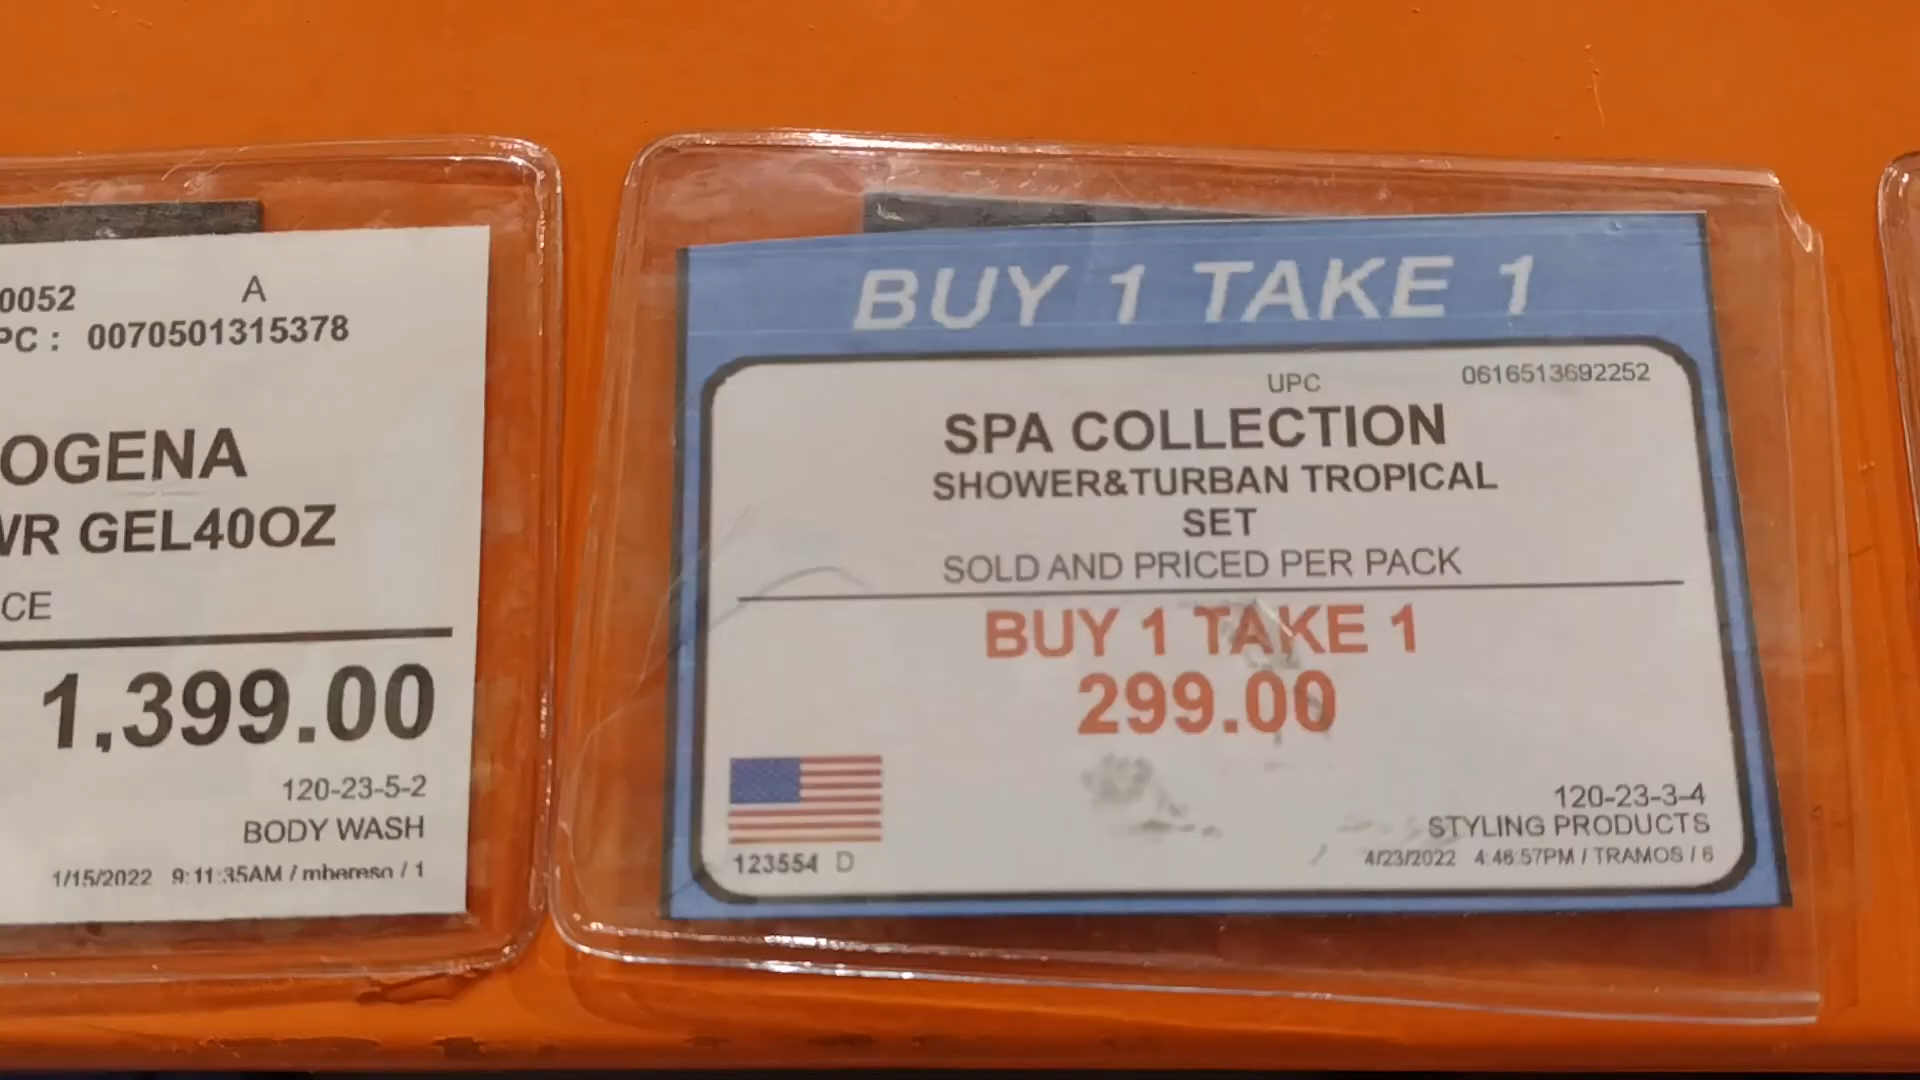 0052 A
PC : 0070501315378
OGENA
WR GEL40OZ
CE
1,399.00
120-23-5-2
BODY WASH
1/15/2022 9:11:35AM / mbereso / 1
BUY 1 TAKE 1
UPC 0616513692252
SPA COLLECTION
SHOWER&TURBAN TROPICAL
SET
SOLD AND PRICED PER PACK
BUY 1 TAKE 1
299.00
120-23-3-4
STYLING PRODUCTS
123554 D
4/23/2022 4:46:57PM / TRAMOS / 6